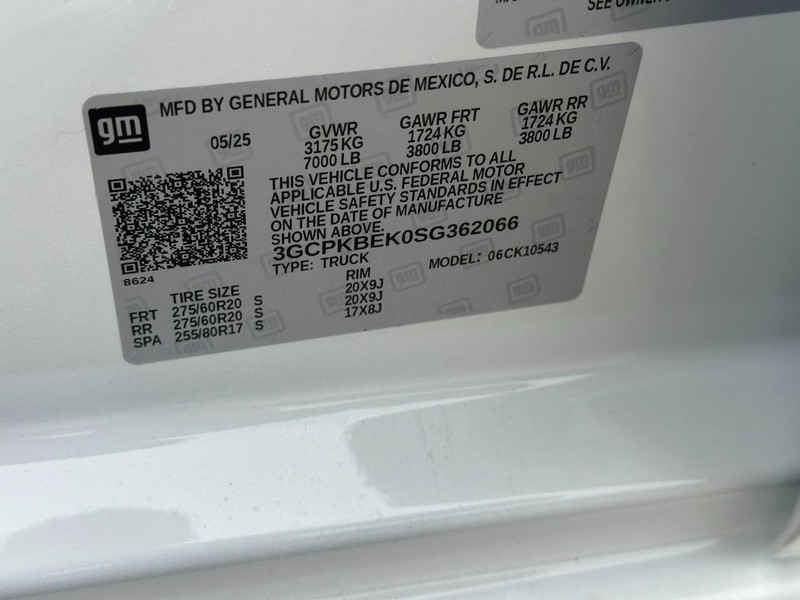 SEE OWNER
gm
MFD BY GENERAL MOTORS DE MEXICO, S. DE R.L. DE C.V.
05/25 GVWR GAWR FRT GAWR RR
3175 KG 1724 KG 1724 KG
7000 LB 3800 LB 3800 LB
THIS VEHICLE CONFORMS TO ALL
APPLICABLE U.S. FEDERAL MOTOR
VEHICLE SAFETY STANDARDS IN EFFECT
ON THE DATE OF MANUFACTURE
SHOWN ABOVE.
3GCPKBEK0SG362066
TYPE: TRUCK MODEL: 06CK10543
8624
TIRE SIZE RIM
FRT 275/60R20 S 20X9J
RR 275/60R20 S 20X9J
SPA 255/80R17 S 17X8J